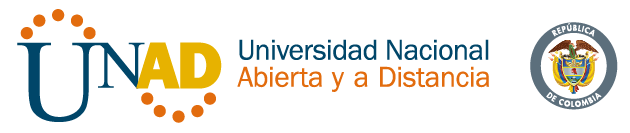 UNAD
Universidad Nacional
Abierta y a Distancia
REPÚBLICA
DE COLOMBIA